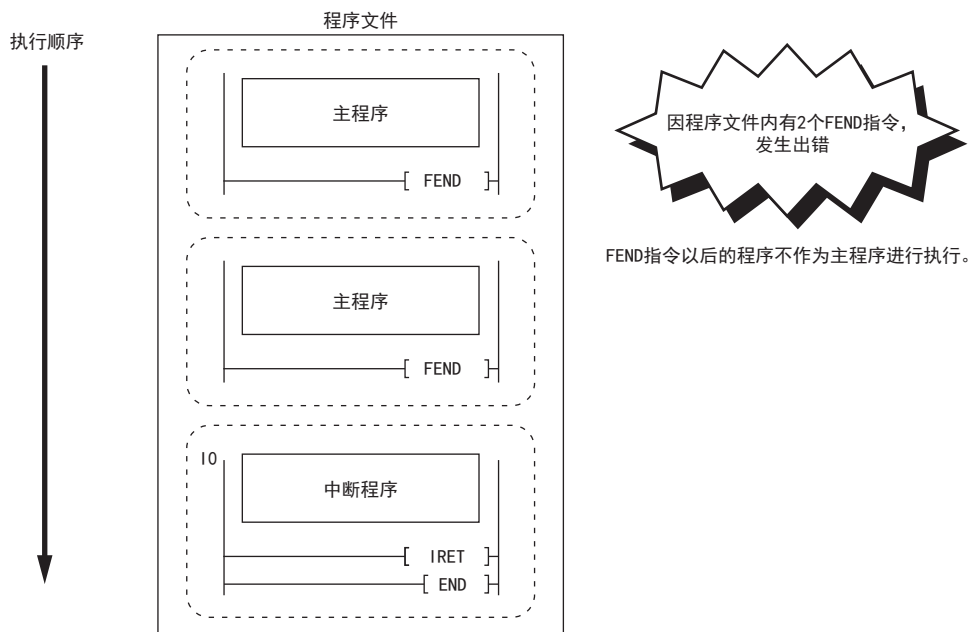 程序文件
执行顺序
主程序
[ FEND ]
主程序
[ FEND ]
I0
中断程序
[ IRET ]
[ END ]
因程序文件内有2个FEND指令，
发生出错
FEND指令以后的程序不作为主程序进行执行。